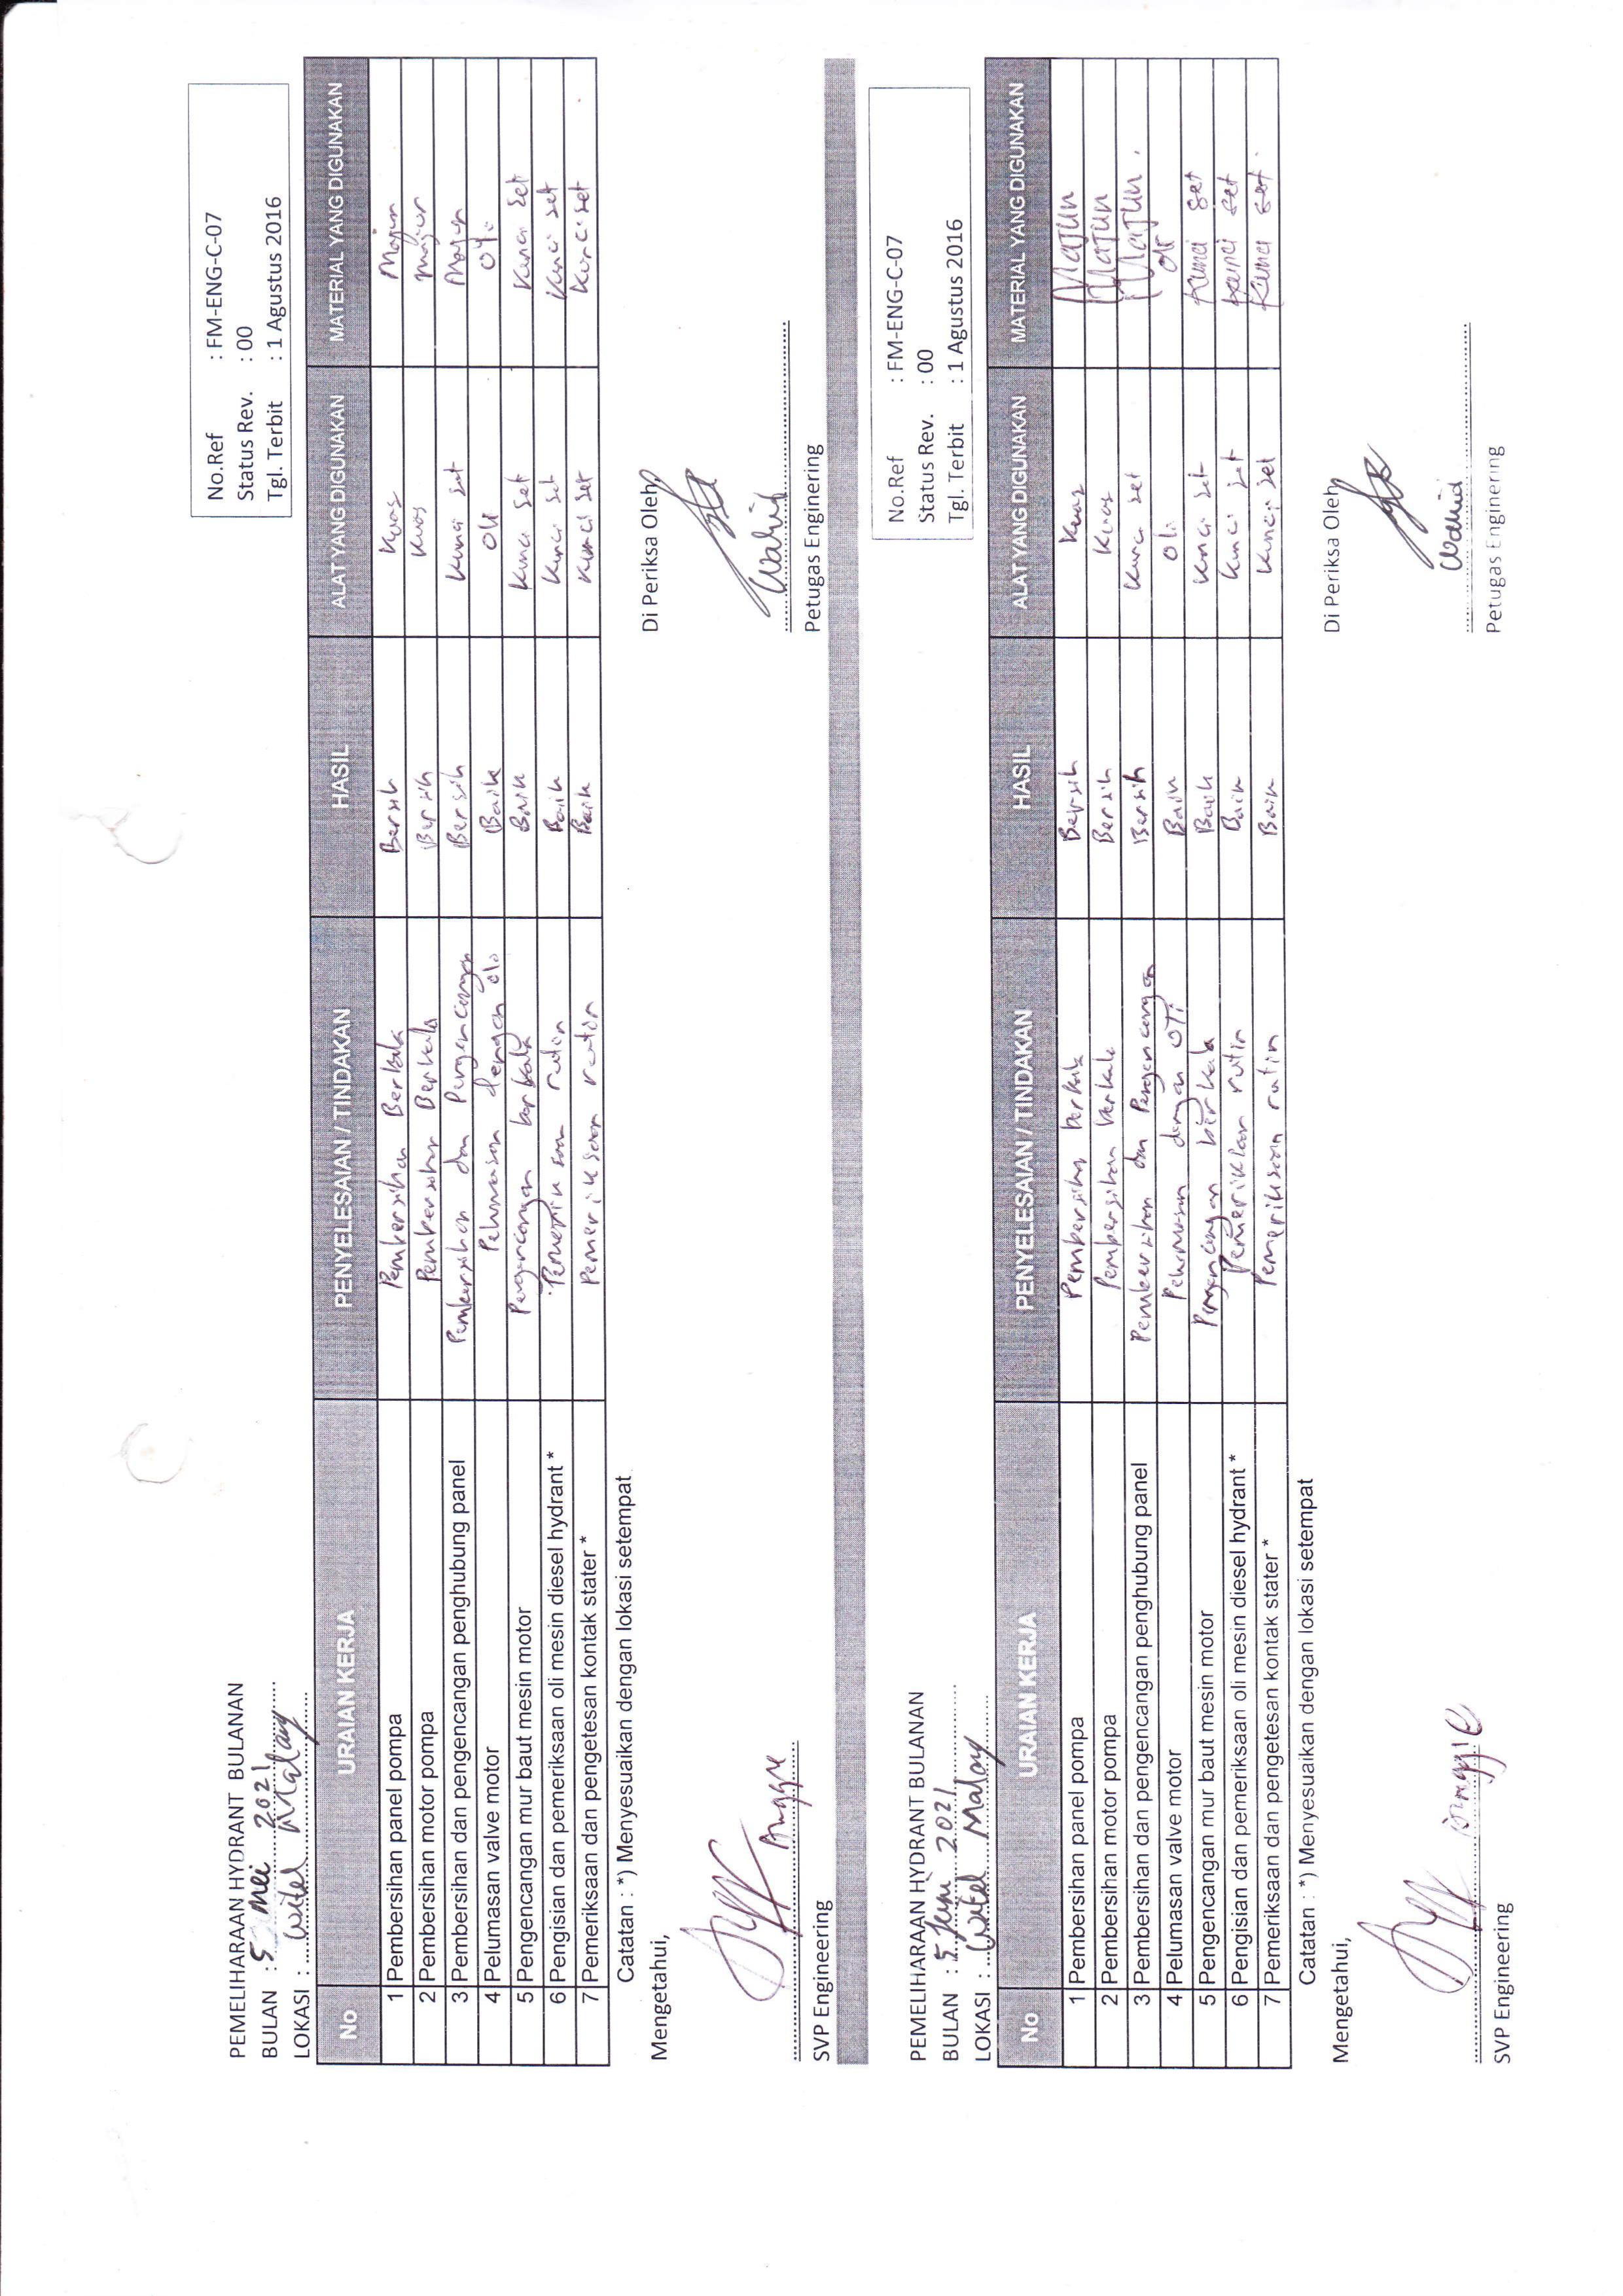 No.Ref : FM-ENG-C-07
Status Rev. : 00
Tgl. Terbit : 1 Agustus 2016
PEMELIHARAAN HYDRANT BULANAN
BULAN : 5 Mei 2021
LOKASI : Witel Malang
No URAIAN KERJA PENYELESAIAN / TINDAKAN HASIL ALAT YANG DIGUNAKAN MATERIAL YANG DIGUNAKAN
1 Pembersihan panel pompa Pembersihan Berkala Bersih Kuas Majun
2 Pembersihan motor pompa Pembersihan Berkala Bersih Kuas Majun
3 Pembersihan dan pengencangan penghubung panel Pembersihan dan Pengencangan Bersih Kunci set Majun
4 Pelumasan valve motor Pelumasan dengan oli Baik Oli Oli
5 Pengencangan mur baut mesin motor Pengencangan berkala Baik Kunci set Kunci set
6 Pengisian dan pemeriksaan oli mesin diesel hydrant * Pemeriksaan rutin Baik Kunci set Kunci set
7 Pemeriksaan dan pengetesan kontak stater * Pemeriksaan rutin Baik Kunci set Kunci set
Catatan : *) Menyesuaikan dengan lokasi setempat
Mengetahui, Di Periksa Oleh,
Anggie Wahid
SVP Engineering Petugas Enginering
No.Ref : FM-ENG-C-07
Status Rev. : 00
Tgl. Terbit : 1 Agustus 2016
PEMELIHARAAN HYDRANT BULANAN
BULAN : 5 Juni 2021
LOKASI : Witel Malang
No URAIAN KERJA PENYELESAIAN / TINDAKAN HASIL ALAT YANG DIGUNAKAN MATERIAL YANG DIGUNAKAN
1 Pembersihan panel pompa Pembersihan berkala Bersih Kuas Majun
2 Pembersihan motor pompa Pembersihan berkala Bersih Kuas Majun
3 Pembersihan dan pengencangan penghubung panel Pembersihan dan Pengencangan Bersih Kunci set Majun
4 Pelumasan valve motor Pelumasan dengan Oli Baik Oli Oli
5 Pengencangan mur baut mesin motor Pengencangan berkala Baik Kunci set Kunci set
6 Pengisian dan pemeriksaan oli mesin diesel hydrant * Pemeriksaan rutin Baik Kunci set Kunci set
7 Pemeriksaan dan pengetesan kontak stater * Pemeriksaan rutin Baik Kunci set Kunci set
Catatan : *) Menyesuaikan dengan lokasi setempat
Mengetahui, Di Periksa Oleh,
Anggie Wahid
SVP Engineering Petugas Enginering